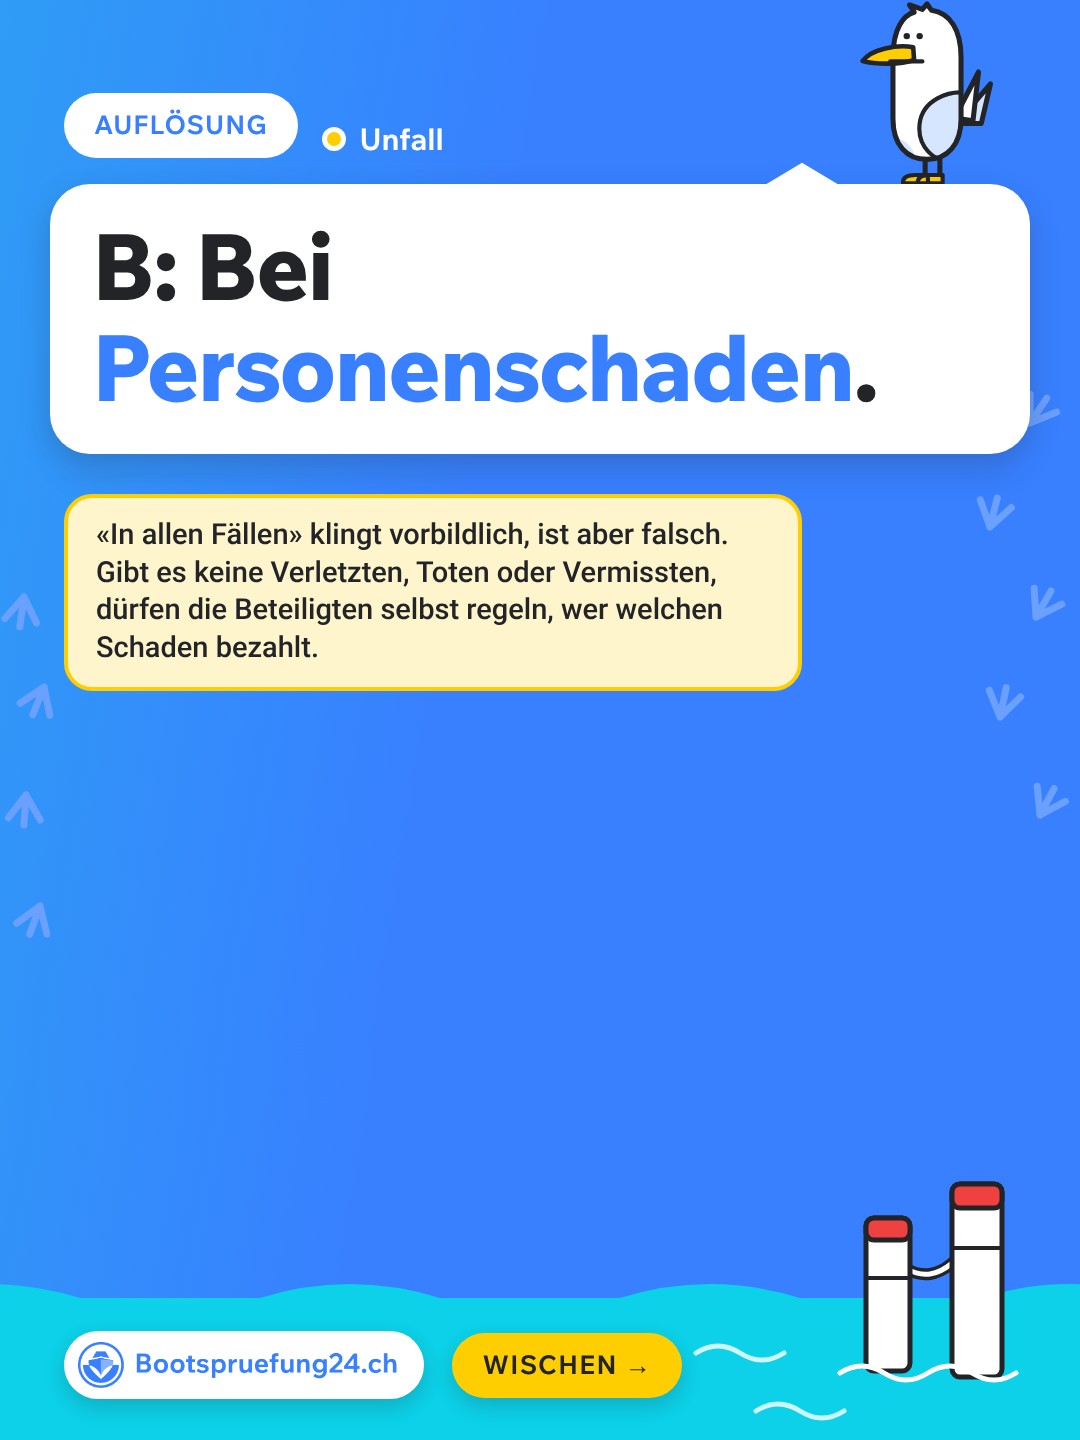 AUFLÖSUNG
Unfall
B: Bei
Personenschaden.
«In allen Fällen» klingt vorbildlich, ist aber falsch.
Gibt es keine Verletzten, Toten oder Vermissten,
dürfen die Beteiligten selbst regeln, wer welchen
Schaden bezahlt.
Bootspruefung24.ch
WISCHEN →